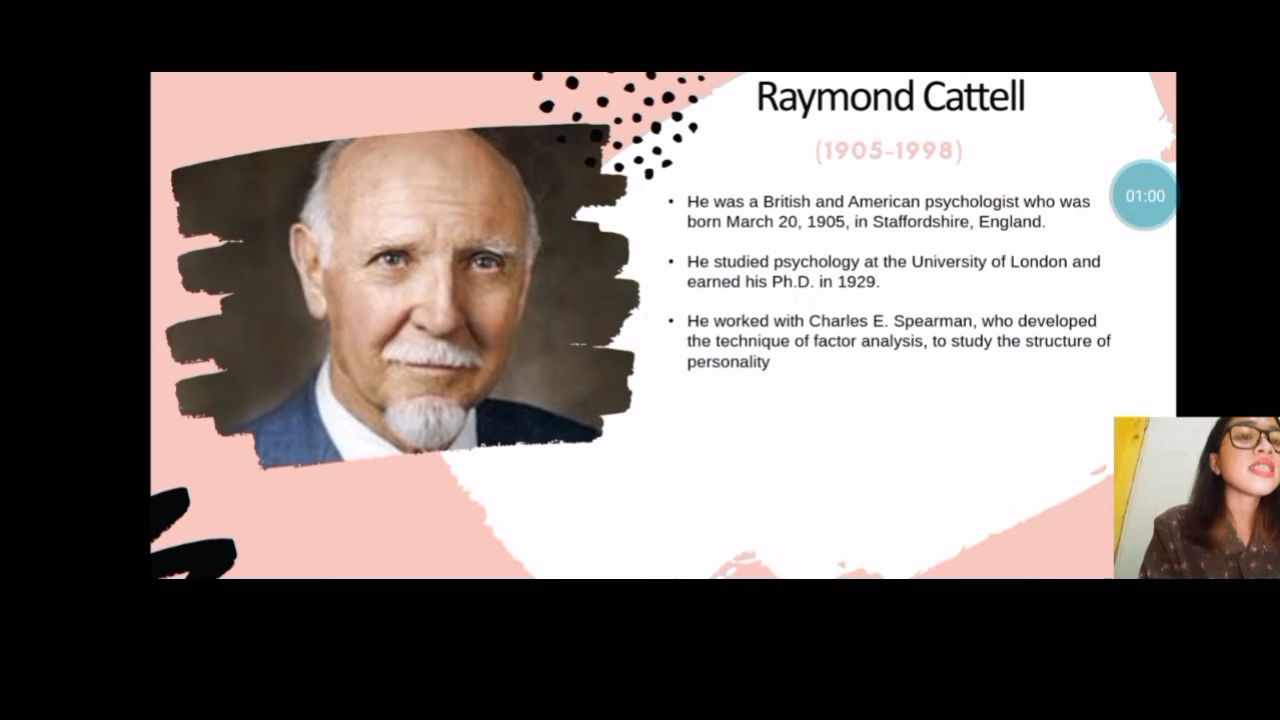 Raymond Cattell
(1905-1998)
01:00
• He was a British and American psychologist who was
born March 20, 1905, in Staffordshire, England.
• He studied psychology at the University of London and
earned his Ph.D. in 1929.
• He worked with Charles E. Spearman, who developed
the technique of factor analysis, to study the structure of
personality